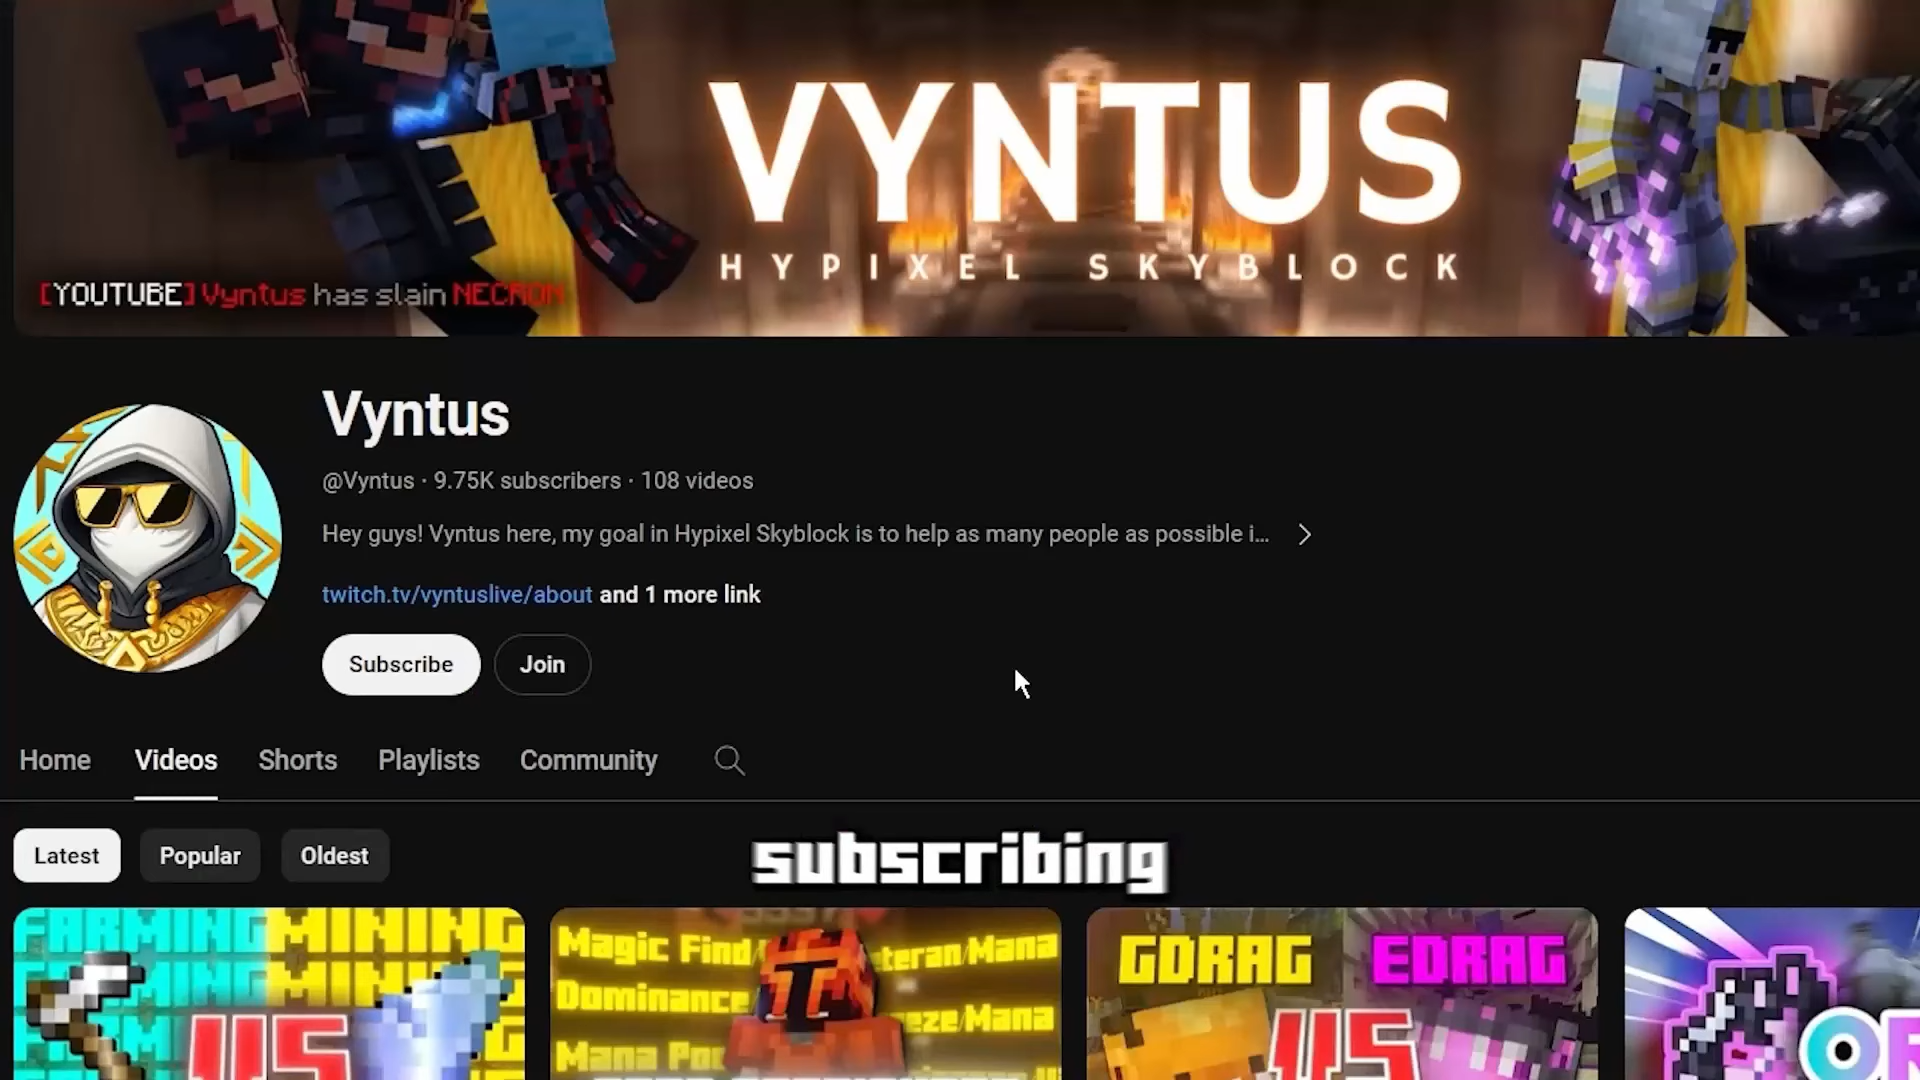 VYNTUS
HYPIXEL SKYBLOCK
[YOUTUBE] Vyntus has slain NECRON
Vyntus
@Vyntus · 9.75K subscribers · 108 videos
Hey guys! Vyntus here, my goal in Hypixel Skyblock is to help as many people as possible i...
twitch.tv/vyntuslive/about and 1 more link
Subscribe Join
Home Videos Shorts Playlists Community
Latest Popular Oldest
subscribing
FARMING MINING
VS
Magic Find
Mana
Dominance
Mana
Mana
GDRAG EDRAG
VS